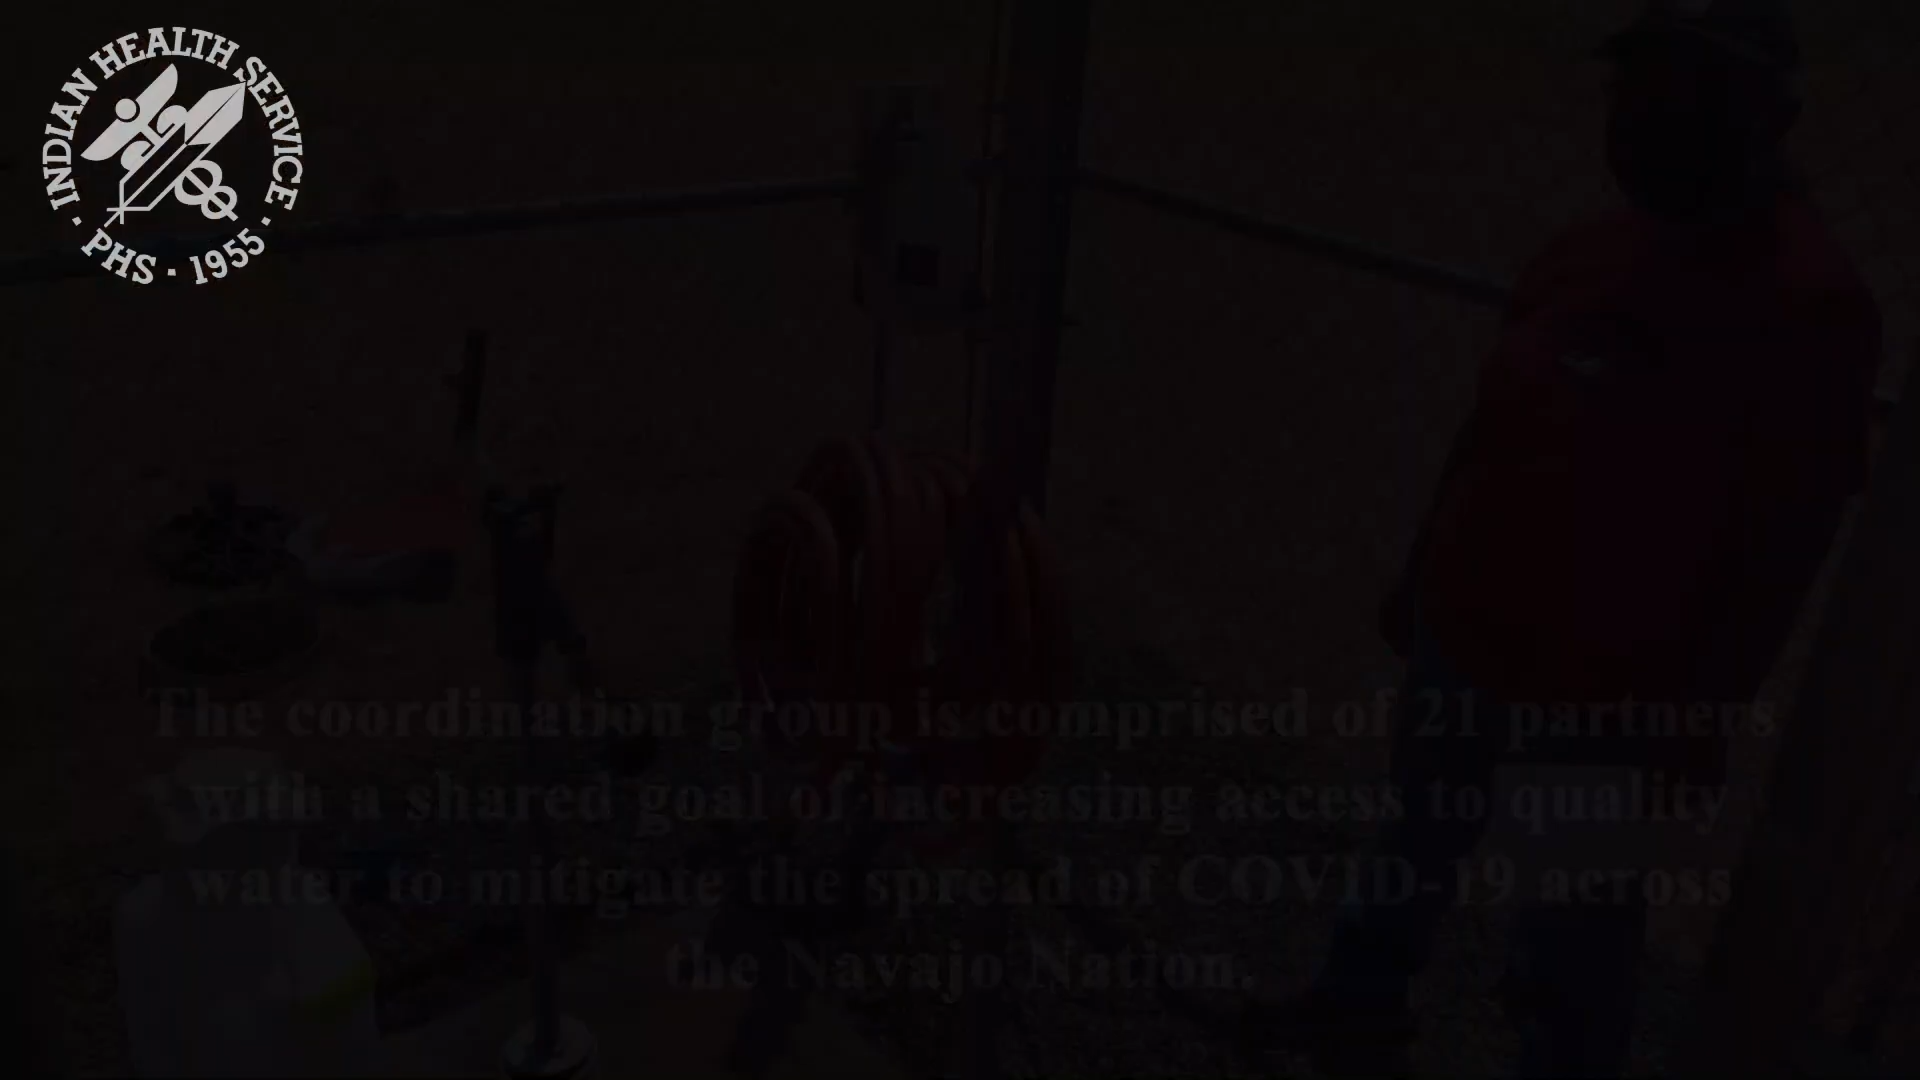 INDIAN HEALTH SERVICE
PHS · 1955
The coordination group is comprised of 21 partners
with a shared goal of increasing access to quality
water to mitigate the spread of COVID-19 across
the Navajo Nation.